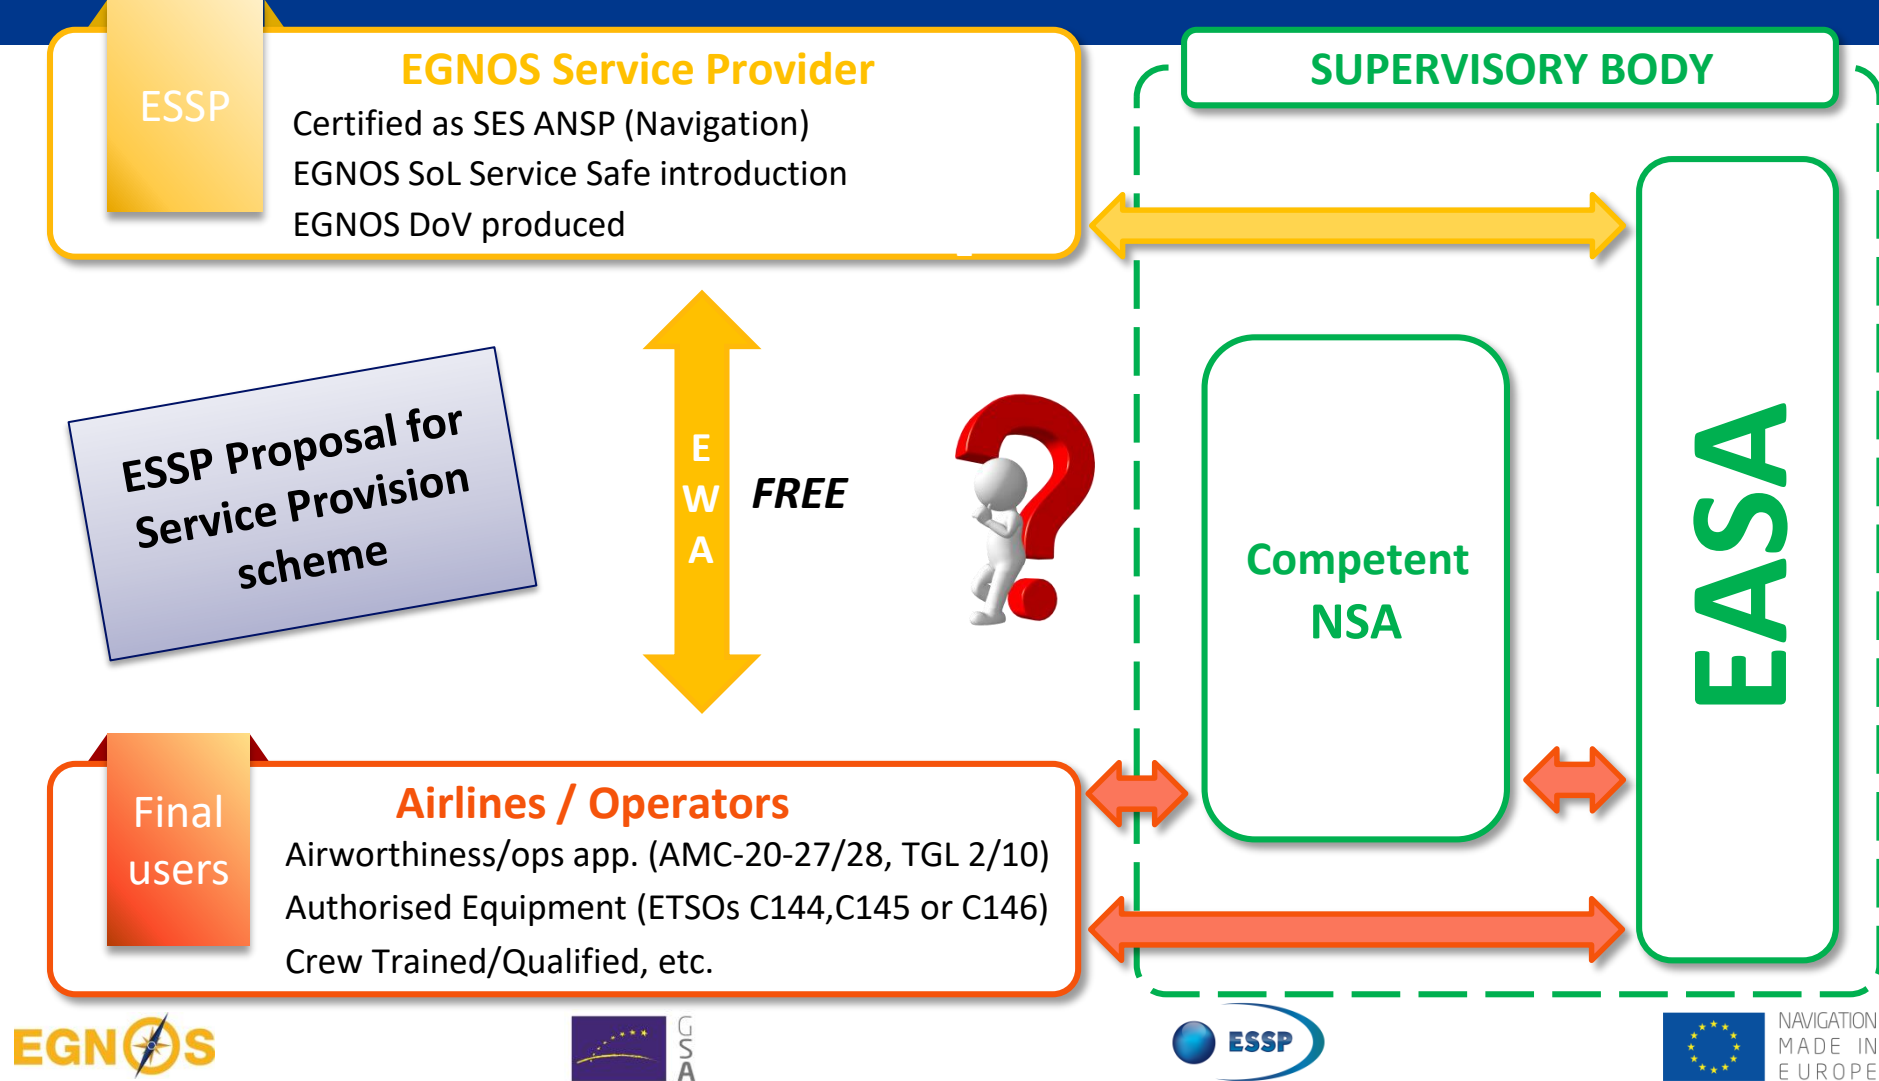 ESSP
EGNOS Service Provider
Certified as SES ANSP (Navigation)
EGNOS SoL Service Safe introduction
EGNOS DoV produced
SUPERVISORY BODY
ESSP Proposal for
Service Provision
scheme
E
W
A
FREE
Competent
NSA
EASA
Final
users
Airlines / Operators
Airworthiness/ops app. (AMC-20-27/28, TGL 2/10)
Authorised Equipment (ETSOs C144,C145 or C146)
Crew Trained/Qualified, etc.
EGNOS
GSA
ESSP
NAVIGATION
MADE IN
EUROPE